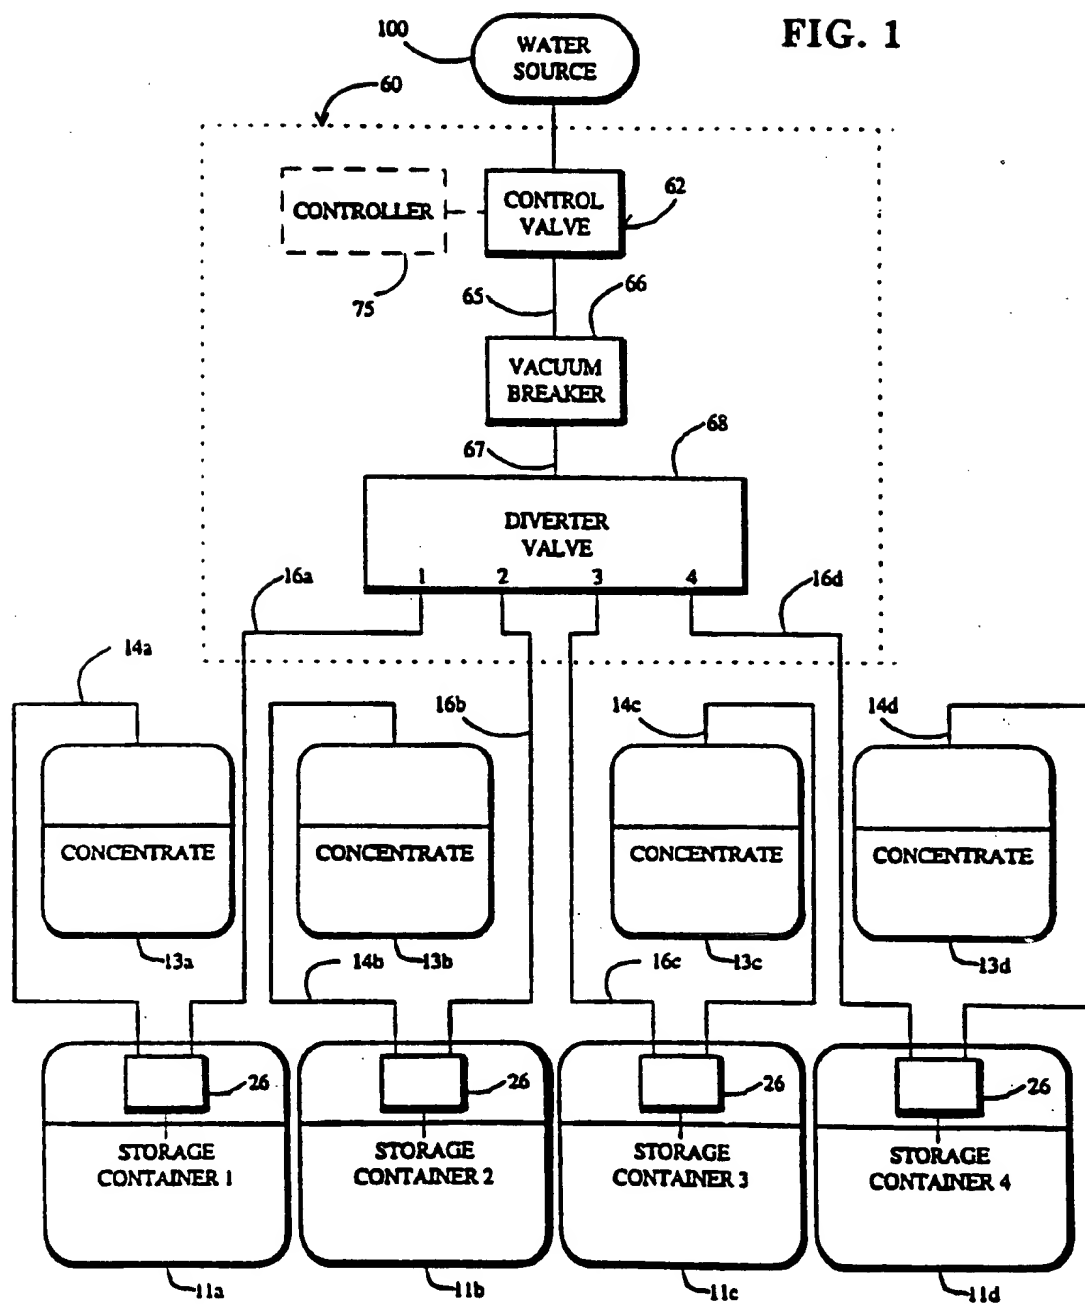 FIG. 1
100
WATER
SOURCE
60
CONTROLLER
CONTROL
VALVE
62
75
65
66
VACUUM
BREAKER
67
68
DIVERTER
VALVE
1 2 3 4
16a
16d
14a
16b
14c
14d
CONCENTRATE
CONCENTRATE
CONCENTRATE
CONCENTRATE
13a
14b
13b
16c
13c
13d
26
26
26
26
STORAGE
CONTAINER 1
STORAGE
CONTAINER 2
STORAGE
CONTAINER 3
STORAGE
CONTAINER 4
11a
11b
11c
11d